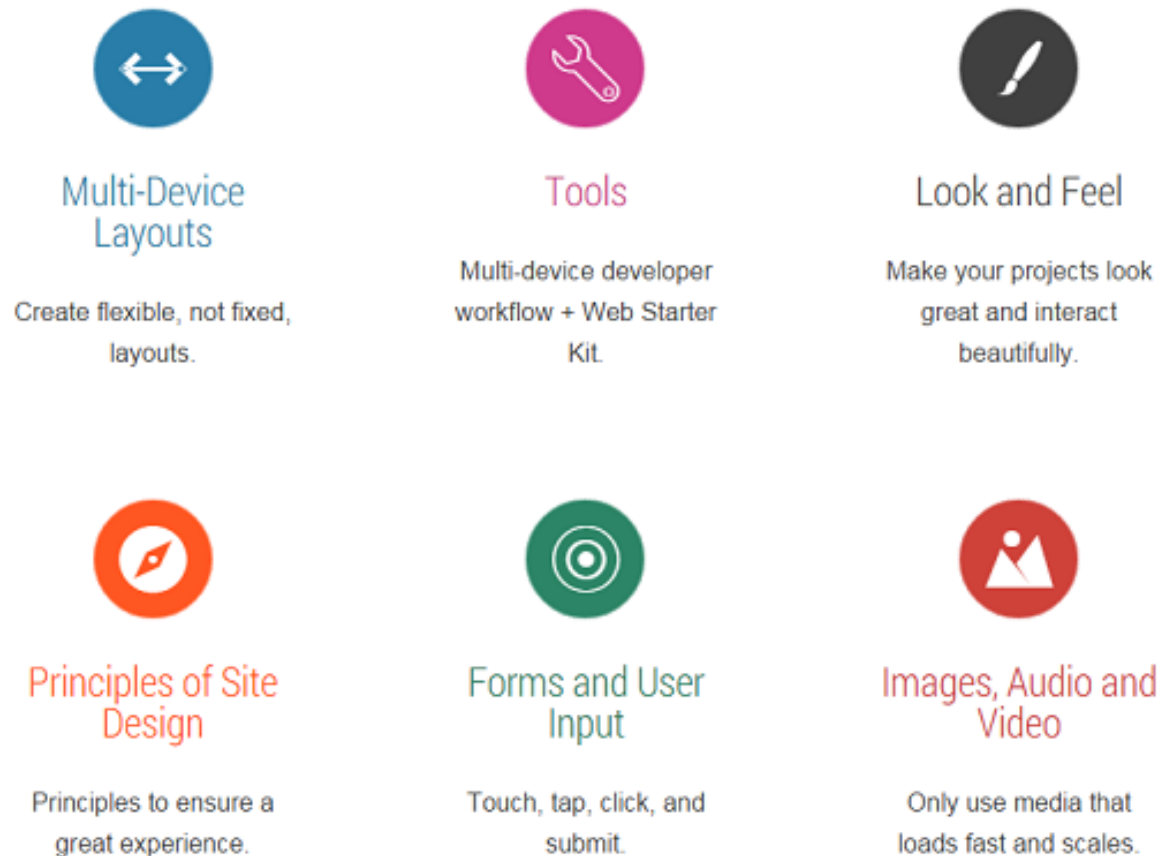 Multi-Device
Layouts
Create flexible, not fixed,
layouts.
Tools
Multi-device developer
workflow + Web Starter
Kit.
Look and Feel
Make your projects look
great and interact
beautifully.
Principles of Site
Design
Principles to ensure a
great experience.
Forms and User
Input
Touch, tap, click, and
submit.
Images, Audio and
Video
Only use media that
loads fast and scales.